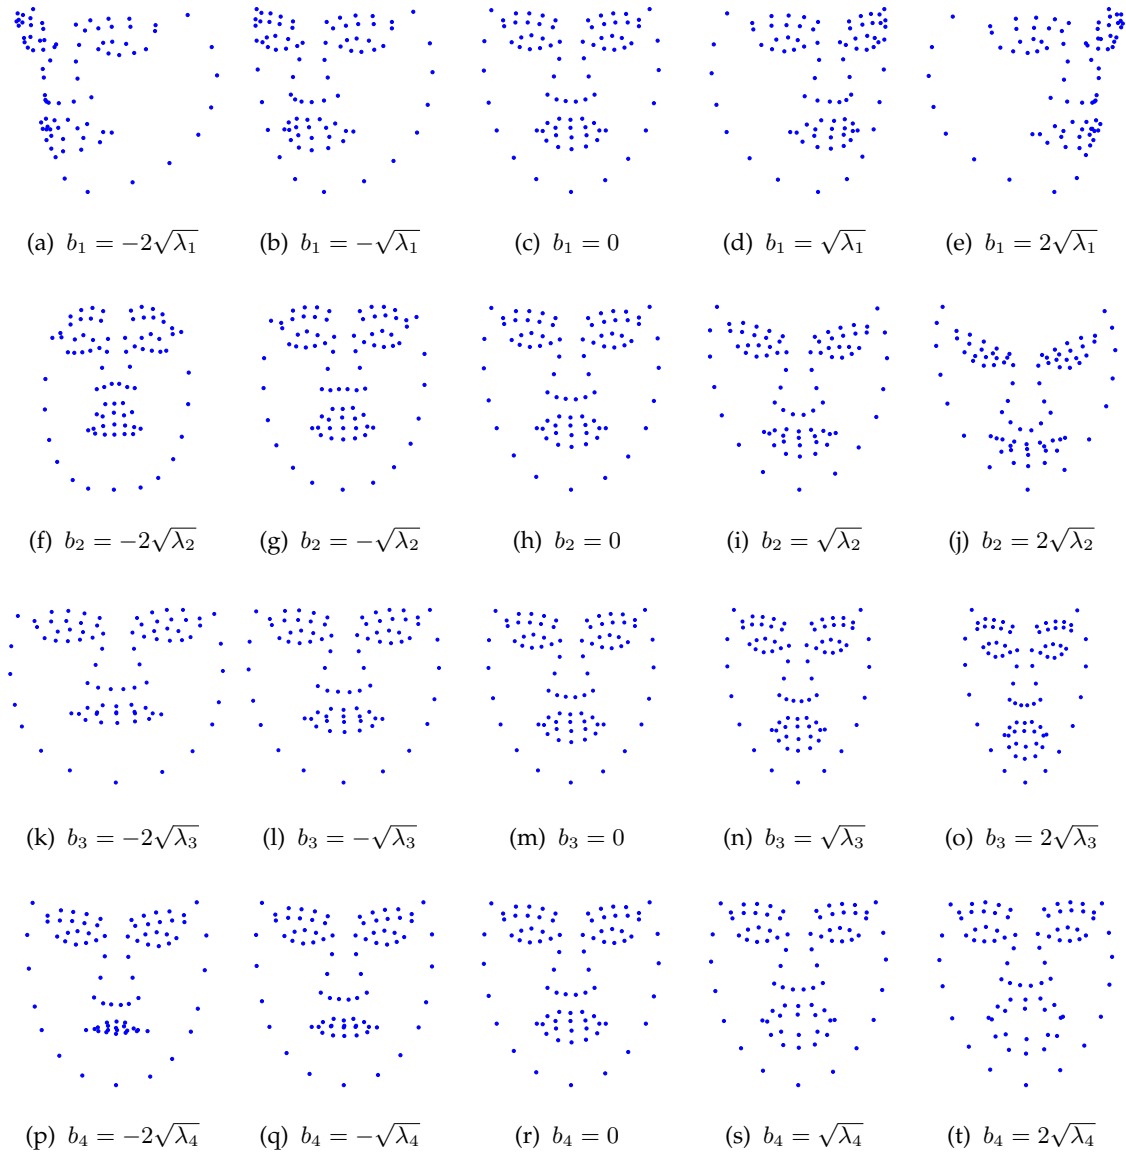 (a) b₁ = −2√λ₁ (b) b₁ = −√λ₁ (c) b₁ = 0 (d) b₁ = √λ₁ (e) b₁ = 2√λ₁
(f) b₂ = −2√λ₂ (g) b₂ = −√λ₂ (h) b₂ = 0 (i) b₂ = √λ₂ (j) b₂ = 2√λ₂
(k) b₃ = −2√λ₃ (l) b₃ = −√λ₃ (m) b₃ = 0 (n) b₃ = √λ₃ (o) b₃ = 2√λ₃
(p) b₄ = −2√λ₄ (q) b₄ = −√λ₄ (r) b₄ = 0 (s) b₄ = √λ₄ (t) b₄ = 2√λ₄